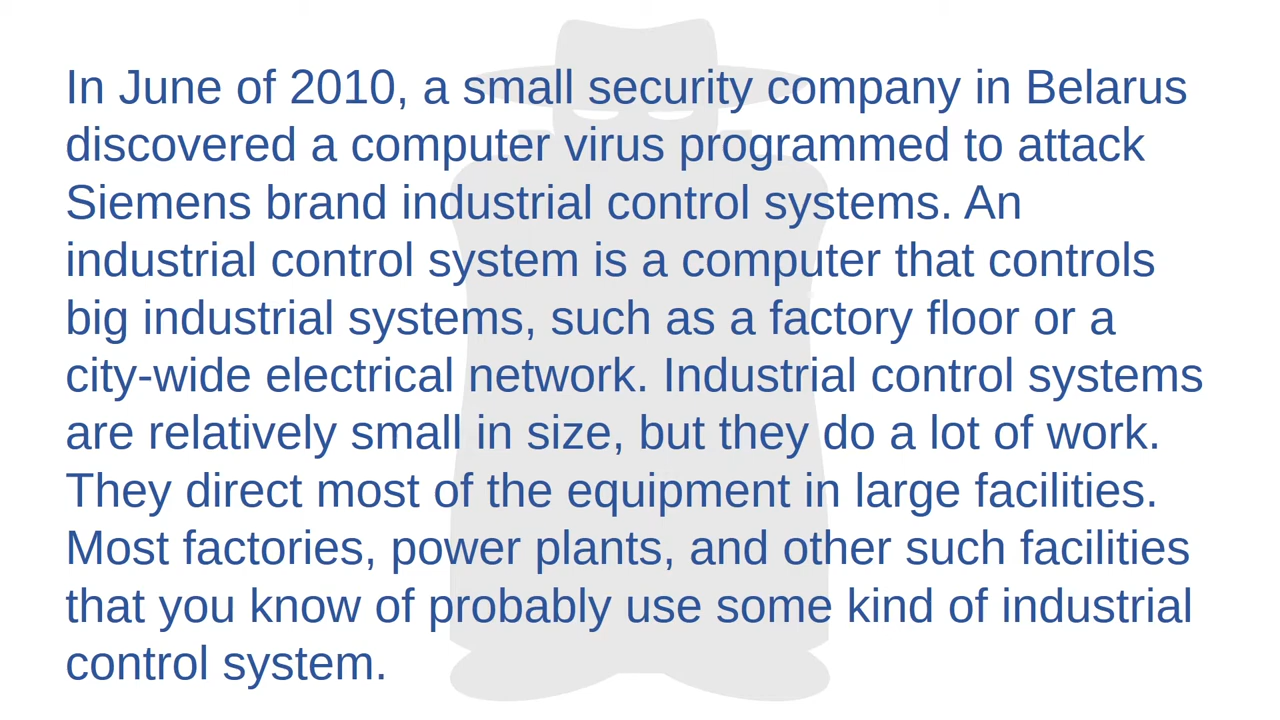 In June of 2010, a small security company in Belarus
discovered a computer virus programmed to attack
Siemens brand industrial control systems. An
industrial control system is a computer that controls
big industrial systems, such as a factory floor or a
city-wide electrical network. Industrial control systems
are relatively small in size, but they do a lot of work.
They direct most of the equipment in large facilities.
Most factories, power plants, and other such facilities
that you know of probably use some kind of industrial
control system.